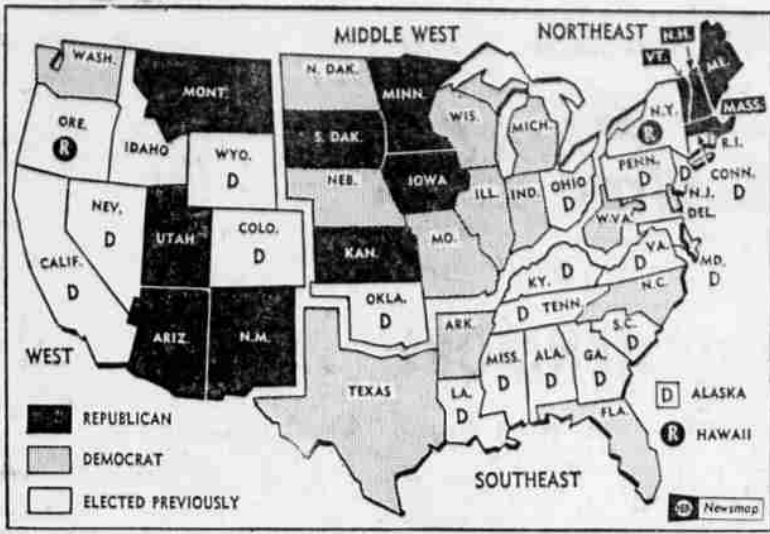 MIDDLE WEST
NORTHEAST
N.H.
VT.
ME.
MASS.
WASH.
MONT.
N. DAK.
MINN.
ORE.
R
IDAHO
WYO.
D
S. DAK.
WIS.
MICH.
N.Y.
R
R.I.
CONN.
D
NEV.
D
UTAH
COLO.
D
NEB.
IOWA
ILL.
IND.
OHIO
D
PENN.
D
D
N.J.
DEL.
W.VA.
CALIF.
D
KAN.
MO.
KY.
D
VA.
D
MD.
D
ARIZ.
N.M.
OKLA.
D
ARK.
D
TENN.
N.C.
S.C.
D
WEST
TEXAS
LA.
D
MISS.
D
ALA.
D
GA.
D
FLA.
D ALASKA
R HAWAII
REPUBLICAN
DEMOCRAT
ELECTED PREVIOUSLY
SOUTHEAST
Newsmap